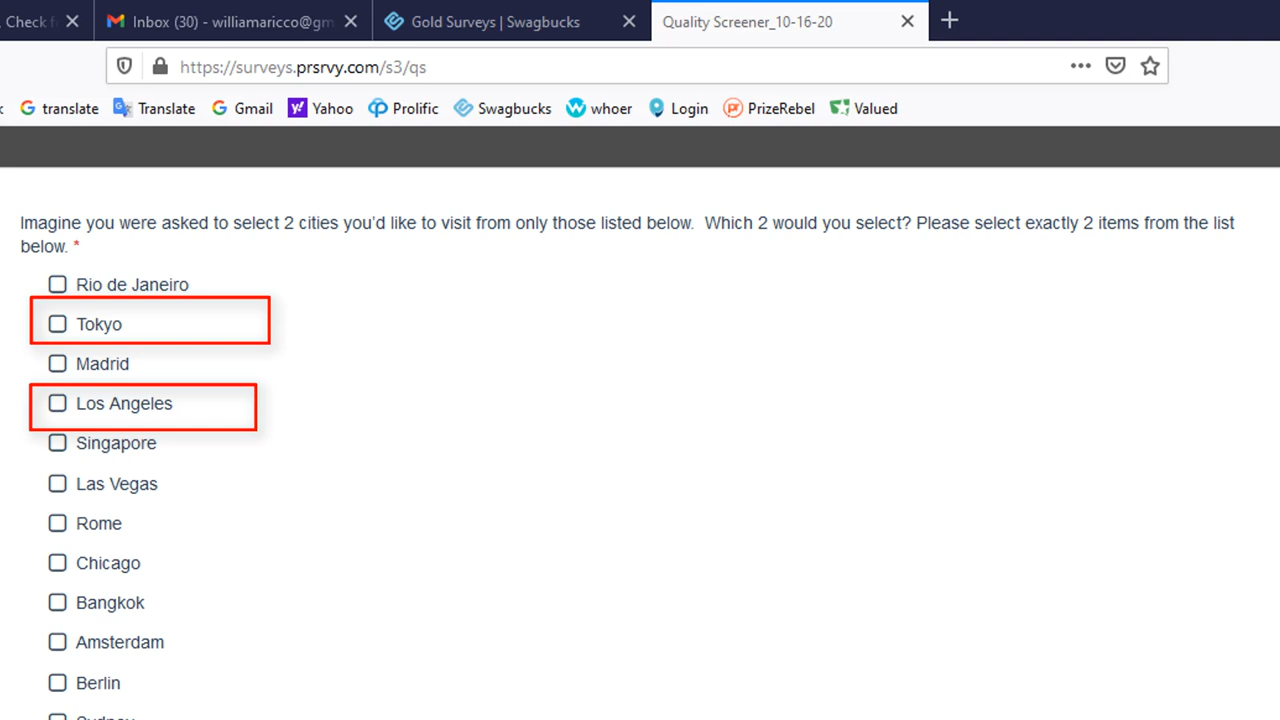 , Check f
Inbox (30) - williamaricco@gm
Gold Surveys | Swagbucks
Quality Screener_10-16-20
https://surveys.prsrvy.com/s3/qs
translate
Translate
Gmail
Yahoo
Prolific
Swagbucks
whoer
Login
PrizeRebel
Valued
Imagine you were asked to select 2 cities you’d like to visit from only those listed below. Which 2 would you select? Please select exactly 2 items from the list
below. *
Rio de Janeiro
Tokyo
Madrid
Los Angeles
Singapore
Las Vegas
Rome
Chicago
Bangkok
Amsterdam
Berlin
Sydney